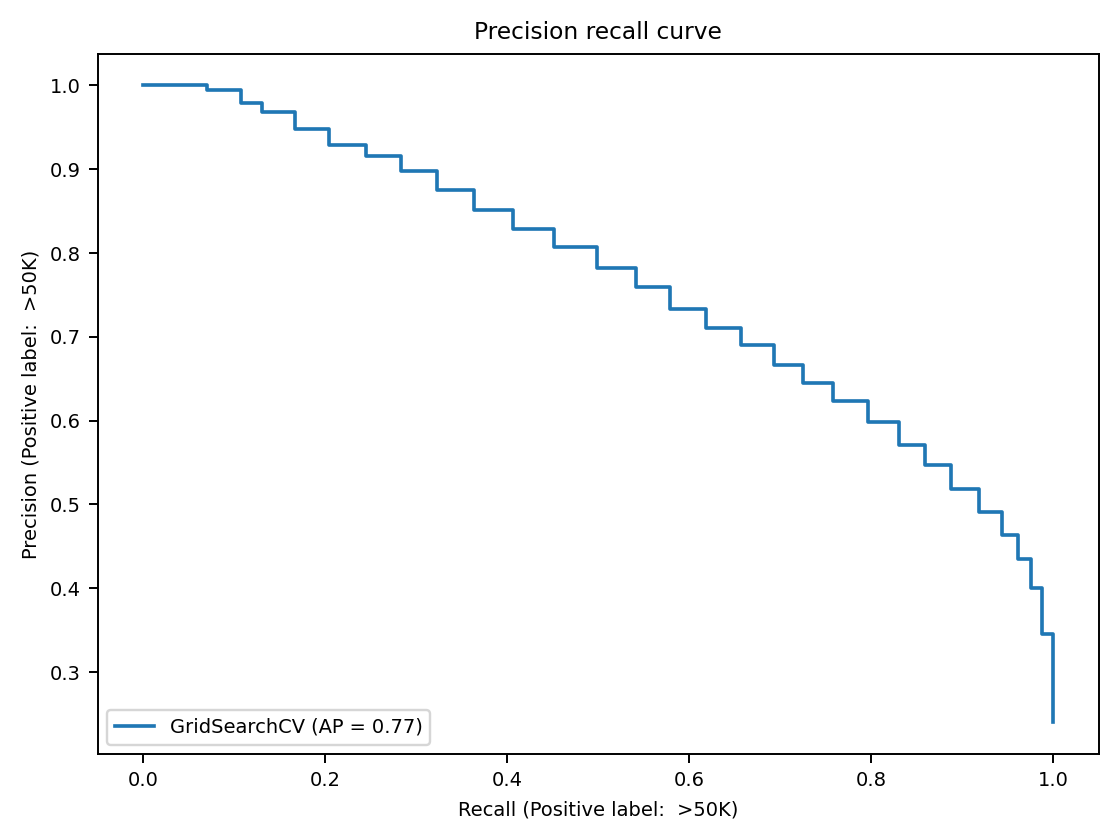 Precision recall curve
1.0
0.9
0.8
0.7
0.6
0.5
0.4
0.3
Precision (Positive label:  >50K)
GridSearchCV (AP = 0.77)
0.0 0.2 0.4 0.6 0.8 1.0
Recall (Positive label:  >50K)